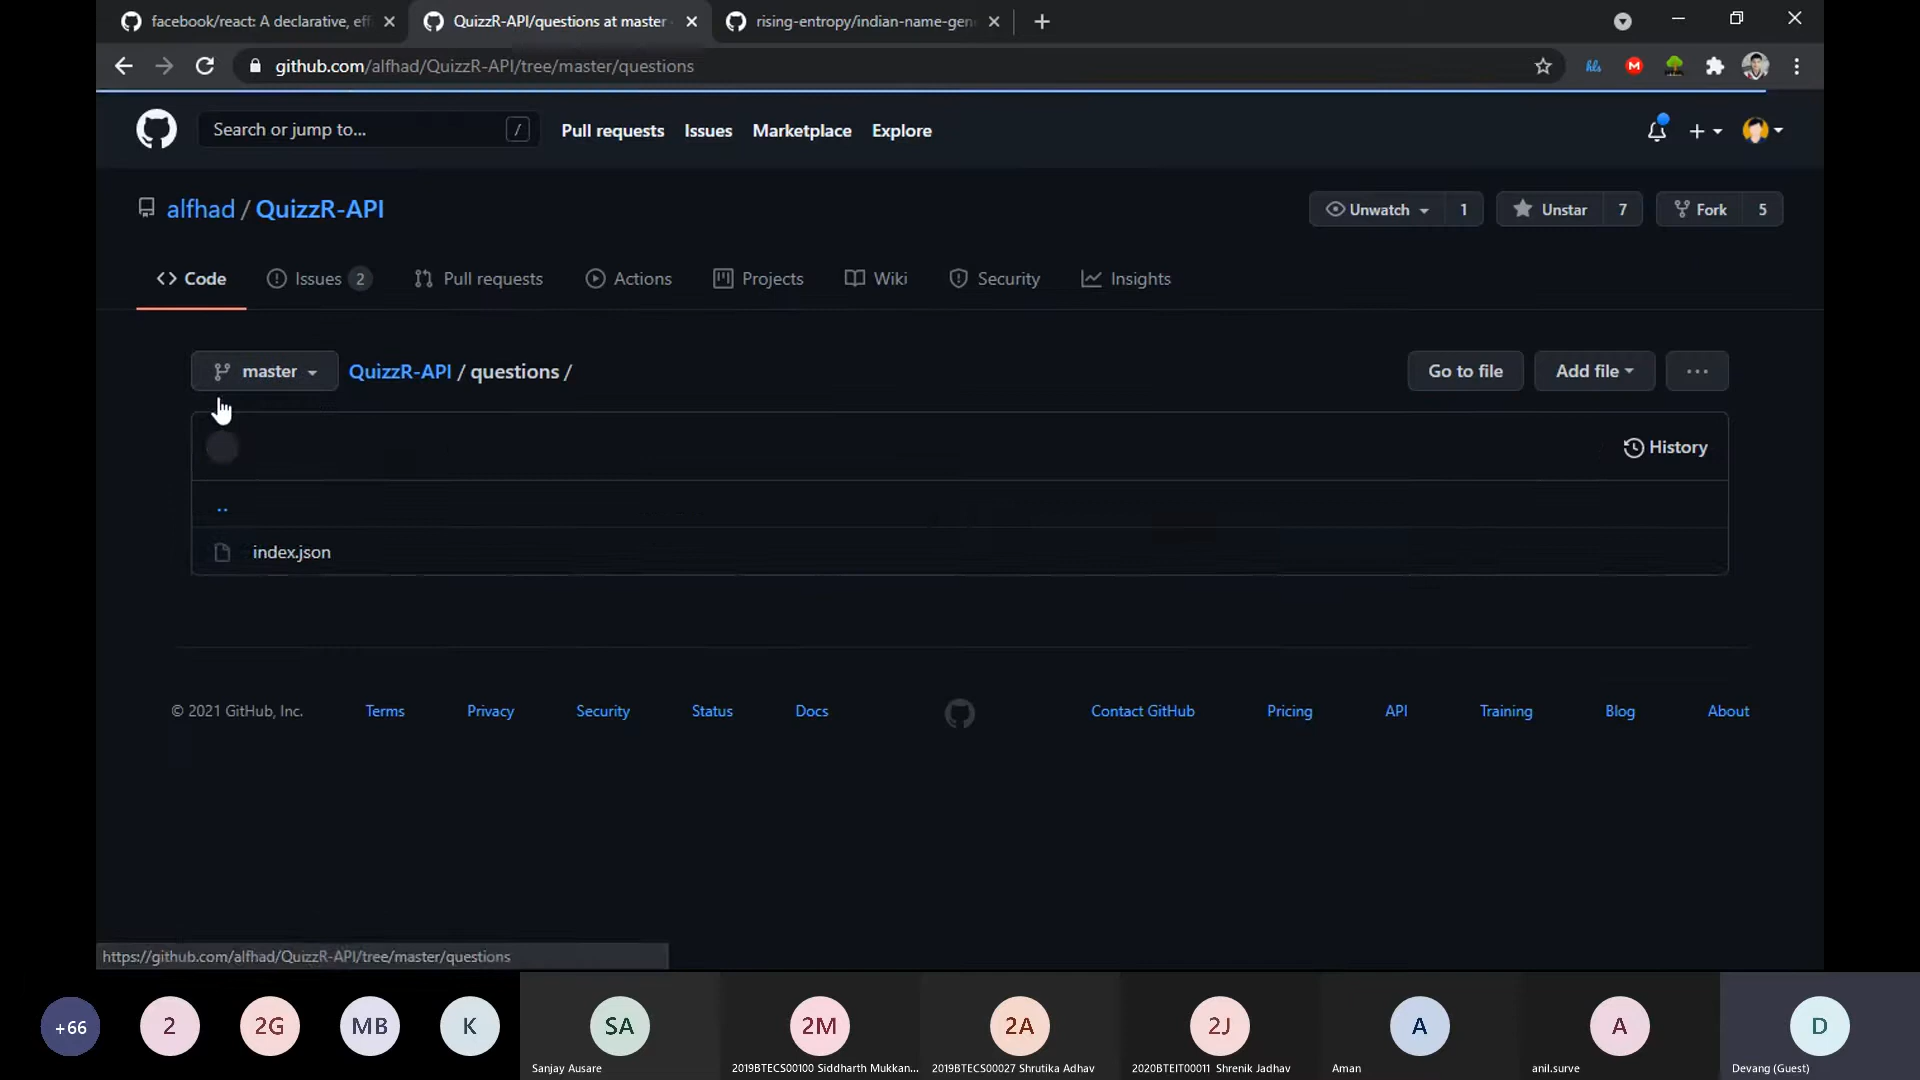 facebook/react: A declarative, eff
QuizzR-API/questions at master
rising-entropy/indian-name-gen
github.com/alfhad/QuizzR-API/tree/master/questions
hls
M
Search or jump to...
/
Pull requests
Issues
Marketplace
Explore
alfhad / QuizzR-API
Unwatch 1
Unstar 7
Fork 5
<> Code
Issues 2
Pull requests
Actions
Projects
Wiki
Security
Insights
master
QuizzR-API / questions /
Go to file
Add file
...
History
..
index.json
© 2021 GitHub, Inc.
Terms
Privacy
Security
Status
Docs
Contact GitHub
Pricing
API
Training
Blog
About
https://github.com/alfhad/QuizzR-API/tree/master/questions
+66
2
2G
MB
K
SA
2M
2A
2J
A
A
D
Sanjay Ausare
2019BTECS00100 Siddharth Mukkan...
2019BTECS00027 Shrutika Adhav
2020BTEIT00011 Shrenik Jadhav
Aman
anil.surve
Devang (Guest)